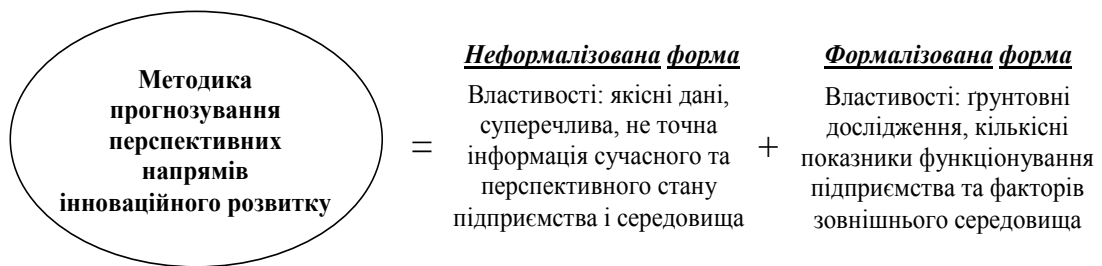 Методика
прогнозування
перспективних
напрямів
інноваційного розвитку
=
Неформалізована форма
Властивості: якісні дані,
суперечлива, не точна
інформація сучасного та
перспективного стану
підприємства і середовища
+
Формалізована форма
Властивості: ґрунтовні
дослідження, кількісні
показники функціонування
підприємства та факторів
зовнішнього середовища